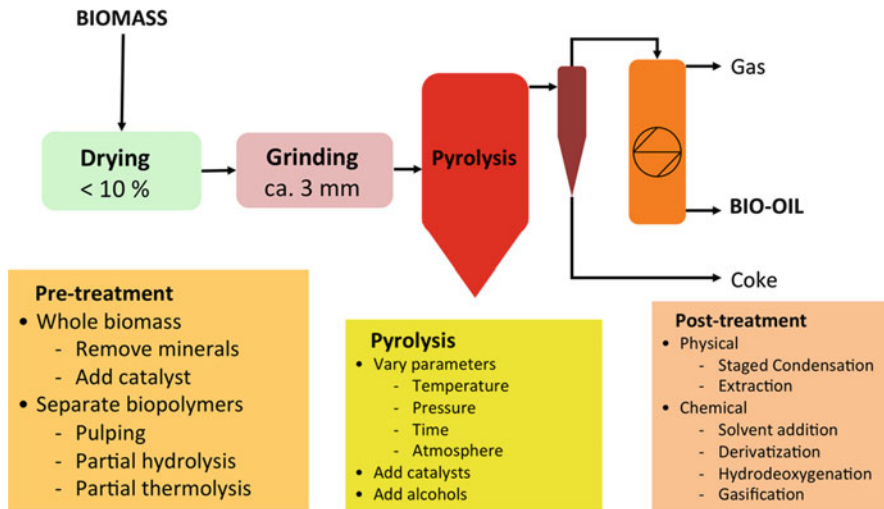 BIOMASS
Drying
< 10 %
Grinding
ca. 3 mm
Pyrolysis
Gas
BIO-OIL
Coke
Pre-treatment
• Whole biomass
- Remove minerals
- Add catalyst
• Separate biopolymers
- Pulping
- Partial hydrolysis
- Partial thermolysis
Pyrolysis
• Vary parameters
- Temperature
- Pressure
- Time
- Atmosphere
• Add catalysts
• Add alcohols
Post-treatment
• Physical
- Staged Condensation
- Extraction
• Chemical
- Solvent addition
- Derivatization
- Hydrodeoxygenation
- Gasification